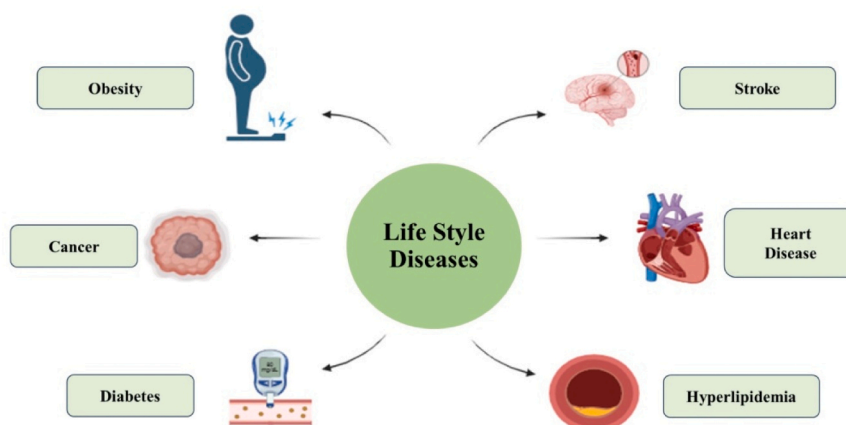 Obesity
Stroke
Life Style
Diseases
Cancer
Heart
Disease
Diabetes
Hyperlipidemia